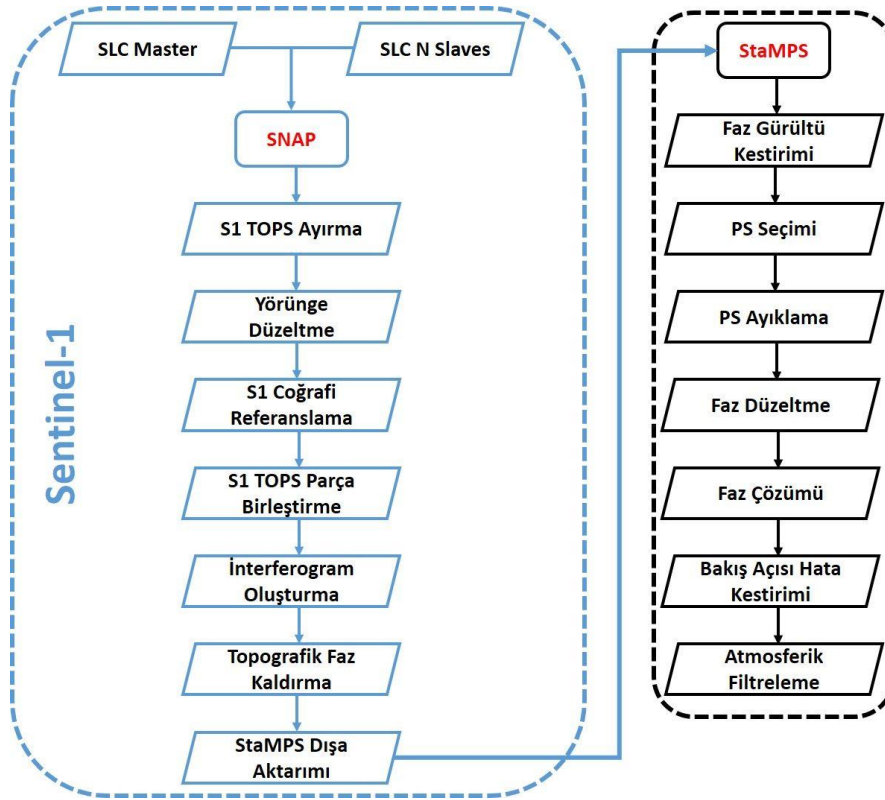 SLC Master
SLC N Slaves
SNAP
S1 TOPS Ayırma
Yörünge
Düzeltme
S1 Coğrafi
Referanslama
S1 TOPS Parça
Birleştirme
İnterferogram
Oluşturma
Topografik Faz
Kaldırma
StaMPS Dışa
Aktarımı
Sentinel-1
StaMPS
Faz Gürültü
Kestirimi
PS Seçimi
PS Ayıklama
Faz Düzeltme
Faz Çözümü
Bakış Açısı Hata
Kestirimi
Atmosferik
Filtreleme